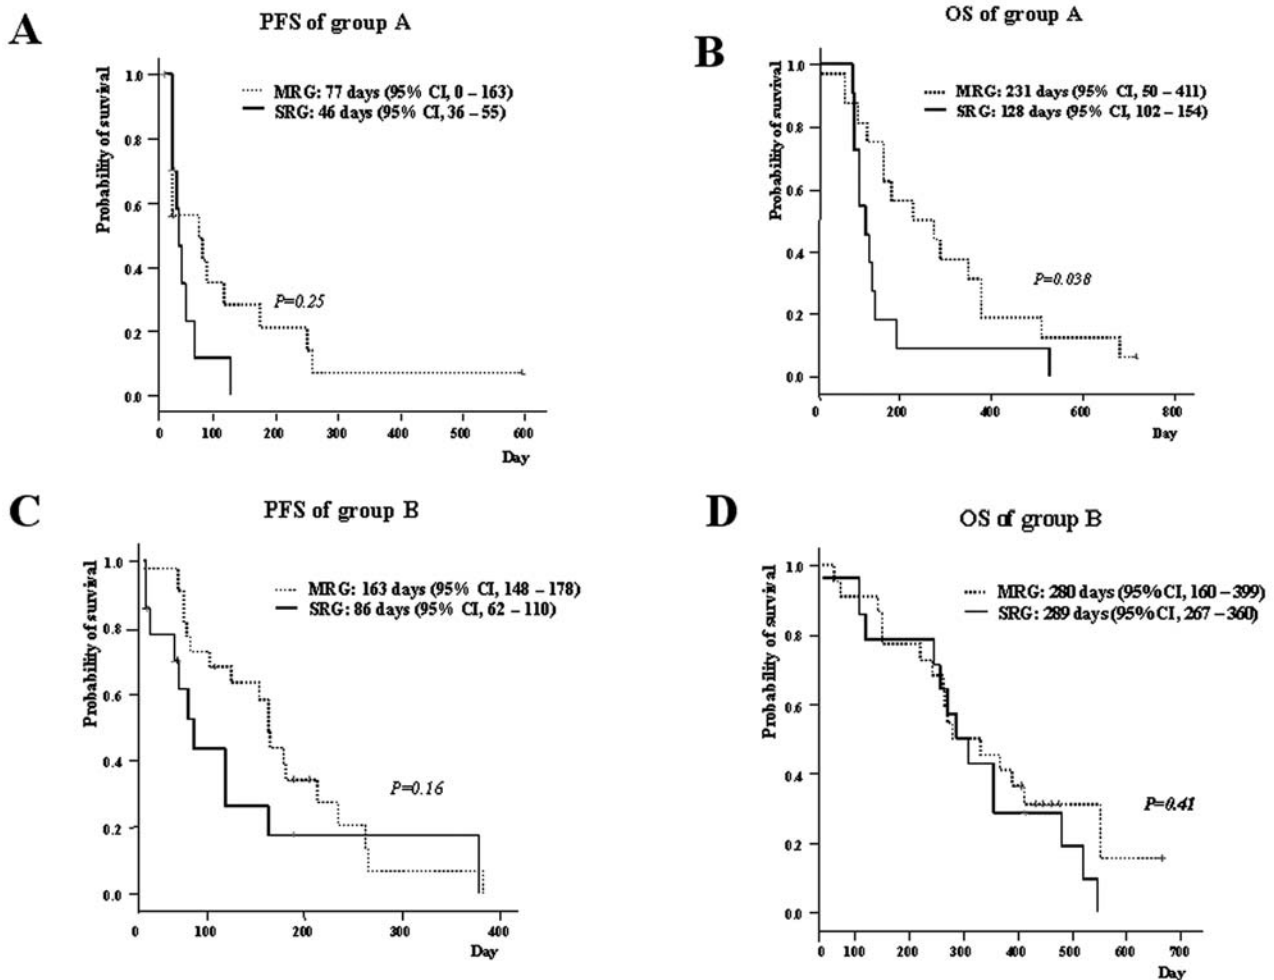 A
PFS of group A
Probability of survival
1.0
0.8
0.6
0.4
0.2
0.0
MRG: 77 days (95% CI, 0 – 163)
SRG: 46 days (95% CI, 36 – 55)
P=0.25
0 100 200 300 400 500 600
Day
B
OS of group A
Probability of survival
1.0
0.8
0.6
0.4
0.2
0.0
MRG: 231 days (95% CI, 50 – 411)
SRG: 128 days (95% CI, 102 – 154)
P=0.038
0 200 400 600 800
Day
C
PFS of group B
Probability of survival
1.0
0.8
0.6
0.4
0.2
0.0
MRG: 163 days (95% CI, 148 – 178)
SRG: 86 days (95% CI, 62 – 110)
P=0.16
0 100 200 300 400
Day
D
OS of group B
Probability of survival
1.0
0.8
0.6
0.4
0.2
0.0
MRG: 280 days (95%CI, 160 – 399)
SRG: 289 days (95%CI, 267 – 360)
P=0.41
0 100 200 300 400 500 600 700
Day